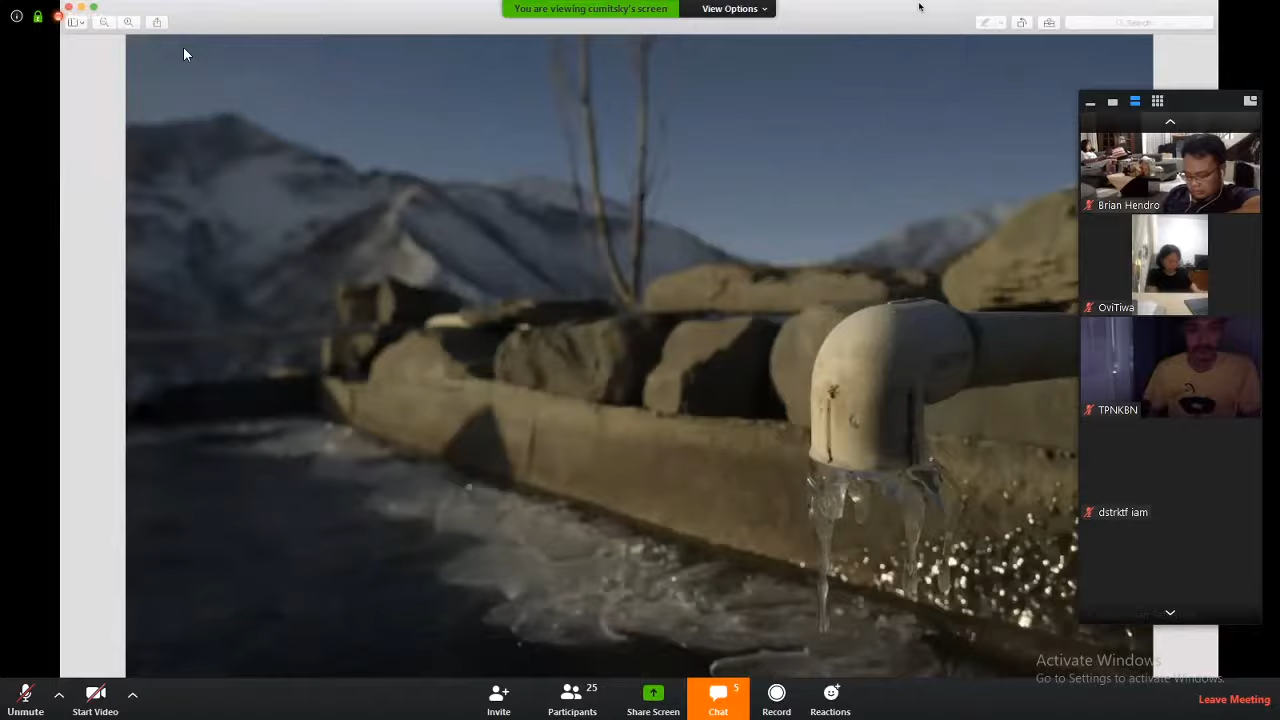 You are viewing cumitsky's screen
View Options
Search
Brian Hendro
OviTiwa
TPNKBN
dstrktf iam
Activate Windows
Go to Settings to activate Windows.
Unmute
Start Video
Invite
25
Participants
Share Screen
5
Chat
Record
Reactions
Leave Meeting